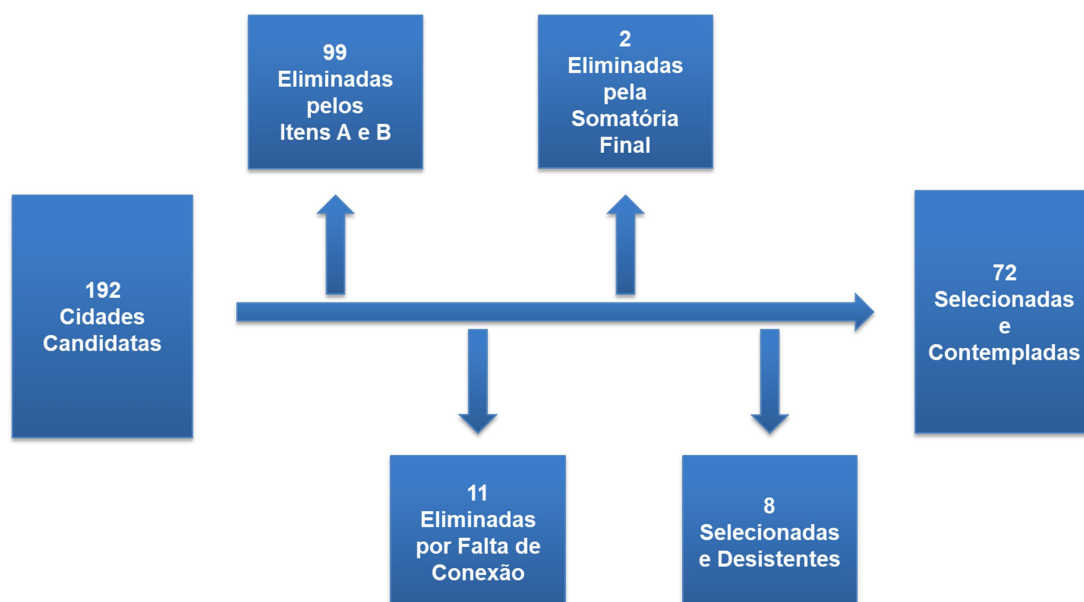 192
Cidades
Candidatas
99
Eliminadas
pelos
Itens A e B
11
Eliminadas
por Falta de
Conexão
2
Eliminadas
pela
Somatória
Final
8
Selecionadas
e Desistentes
72
Selecionadas
e
Contempladas